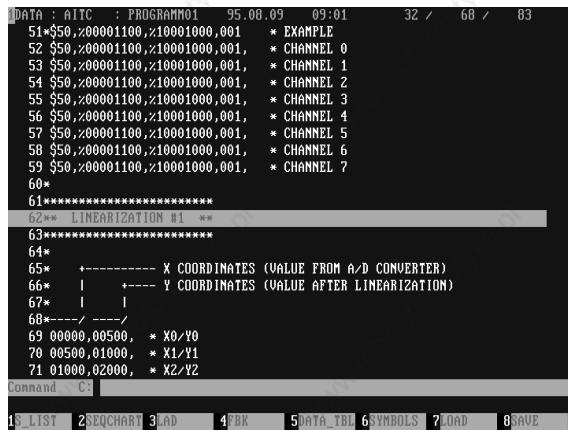 1DATA : AITC   : PROGRAMM01    95.08.09    09:01       32 /   68 /   83
51*$50,%00001100,%10001000,001    * EXAMPLE
52 $50,%00001100,%10001000,001,   * CHANNEL 0
53 $50,%00001100,%10001000,001,   * CHANNEL 1
54 $50,%00001100,%10001000,001,   * CHANNEL 2
55 $50,%00001100,%10001000,001,   * CHANNEL 3
56 $50,%00001100,%10001000,001,   * CHANNEL 4
57 $50,%00001100,%10001000,001,   * CHANNEL 5
58 $50,%00001100,%10001000,001,   * CHANNEL 6
59 $50,%00001100,%10001000,001,   * CHANNEL 7
60*
61*************************
62**  LINEARIZATION #1  **
63*************************
64*
65*    +---------- X COORDINATES (VALUE FROM A/D CONVERTER)
66*    |    +---- Y COORDINATES (VALUE AFTER LINEARIZATION)
67*    |    |
68*----/ ----/
69 00000,00500,  * X0/Y0
70 00500,01000,  * X1/Y1
71 01000,02000,  * X2/Y2
Command   C:
1S_LIST  2SEQCHART 3LAD     4FBK     5DATA_TBL 6SYMBOLS  7LOAD    8SAVE